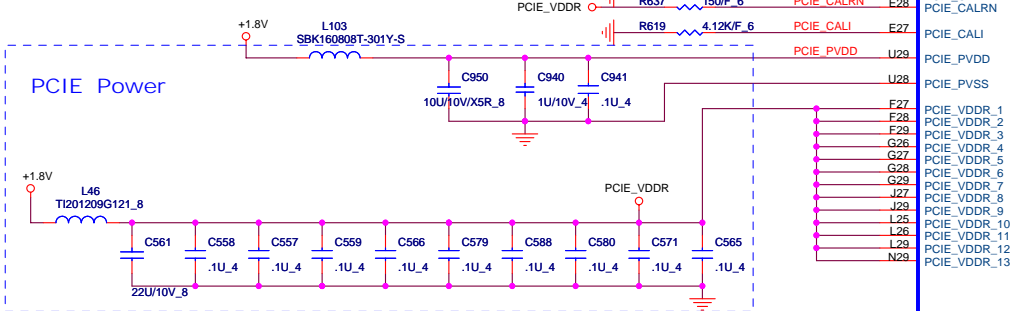 PCIE_VDDR R637 150/F_6 PCIE_CALRN E28 PCIE_CALRN
+1.8V L103 R619 4.12K/F_6 PCIE_CALI E27 PCIE_CALI
SBK160808T-301Y-S
PCIE_PVDD U29 PCIE_PVDD
PCIE Power
C950 C940 C941 U28 PCIE_PVSS
10U/10V/X5R_8 1U/10V_4 .1U_4
F27 PCIE_VDDR_1
F28 PCIE_VDDR_2
F29 PCIE_VDDR_3
G26 PCIE_VDDR_4
G27 PCIE_VDDR_5
G28 PCIE_VDDR_6
G29 PCIE_VDDR_7
J27 PCIE_VDDR_8
J29 PCIE_VDDR_9
L25 PCIE_VDDR_10
L26 PCIE_VDDR_11
L29 PCIE_VDDR_12
N29 PCIE_VDDR_13
+1.8V L46 PCIE_VDDR
TI201209G121_8
C561 C558 C557 C559 C566 C579 C588 C580 C571 C565
.1U_4 .1U_4 .1U_4 .1U_4 .1U_4 .1U_4 .1U_4 .1U_4 .1U_4
22U/10V_8